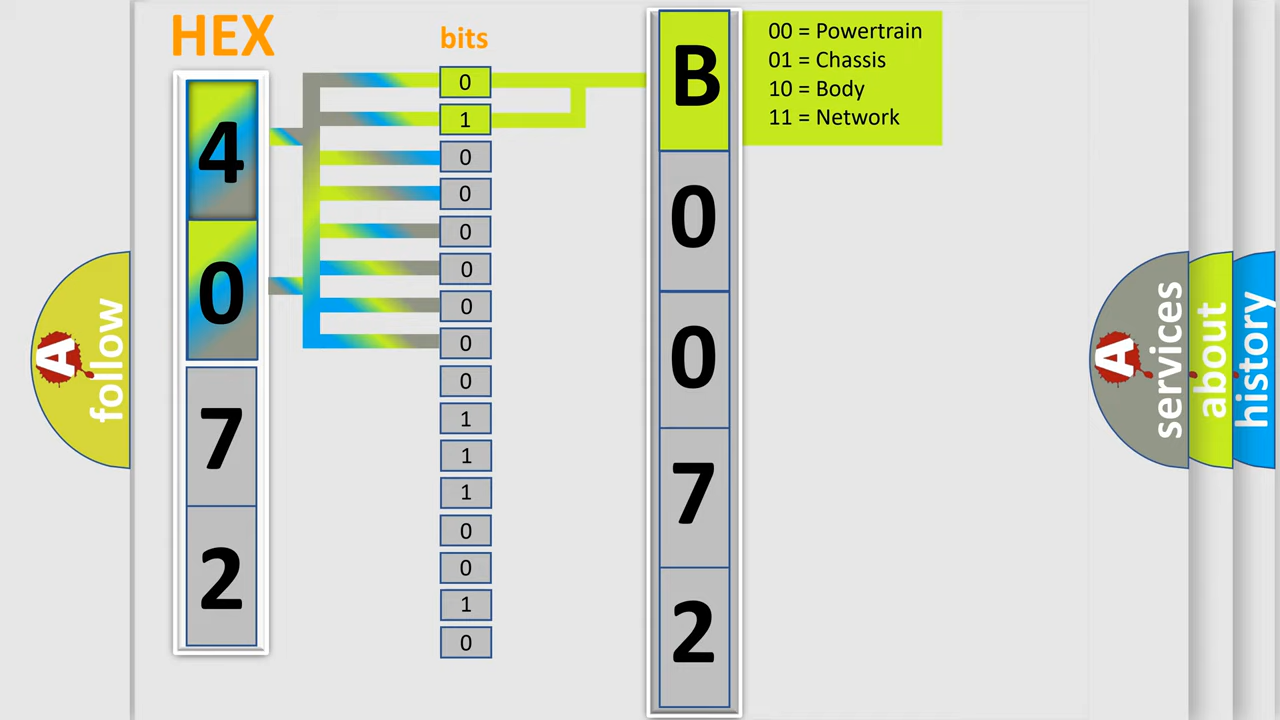 HEX
bits
4
0
7
2
0
1
0
0
0
0
0
0
0
1
1
1
0
0
1
0
B
0
0
7
2
00 = Powertrain
01 = Chassis
10 = Body
11 = Network
A
follow
A
services
about
history